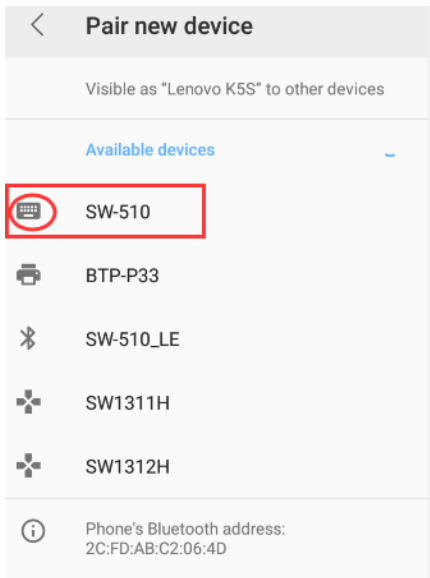 Pair new device
Visible as “Lenovo K5S” to other devices
Available devices
SW-510
BTP-P33
SW-510_LE
SW1311H
SW1312H
Phone's Bluetooth address:
2C:FD:AB:C2:06:4D